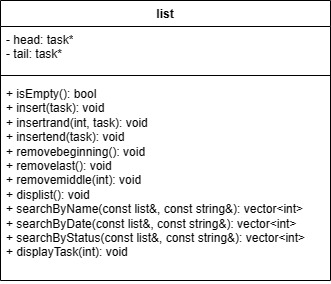 list
- head: task*
- tail: task*
+ isEmpty(): bool
+ insert(task): void
+ insertrand(int, task): void
+ insertend(task): void
+ removebeginning(): void
+ removelast(): void
+ removemiddle(int): void
+ displist(): void
+ searchByName(const list&, const string&): vector<int>
+ searchByDate(const list&, const string&): vector<int>
+ searchByStatus(const list&, const string&): vector<int>
+ displayTask(int): void